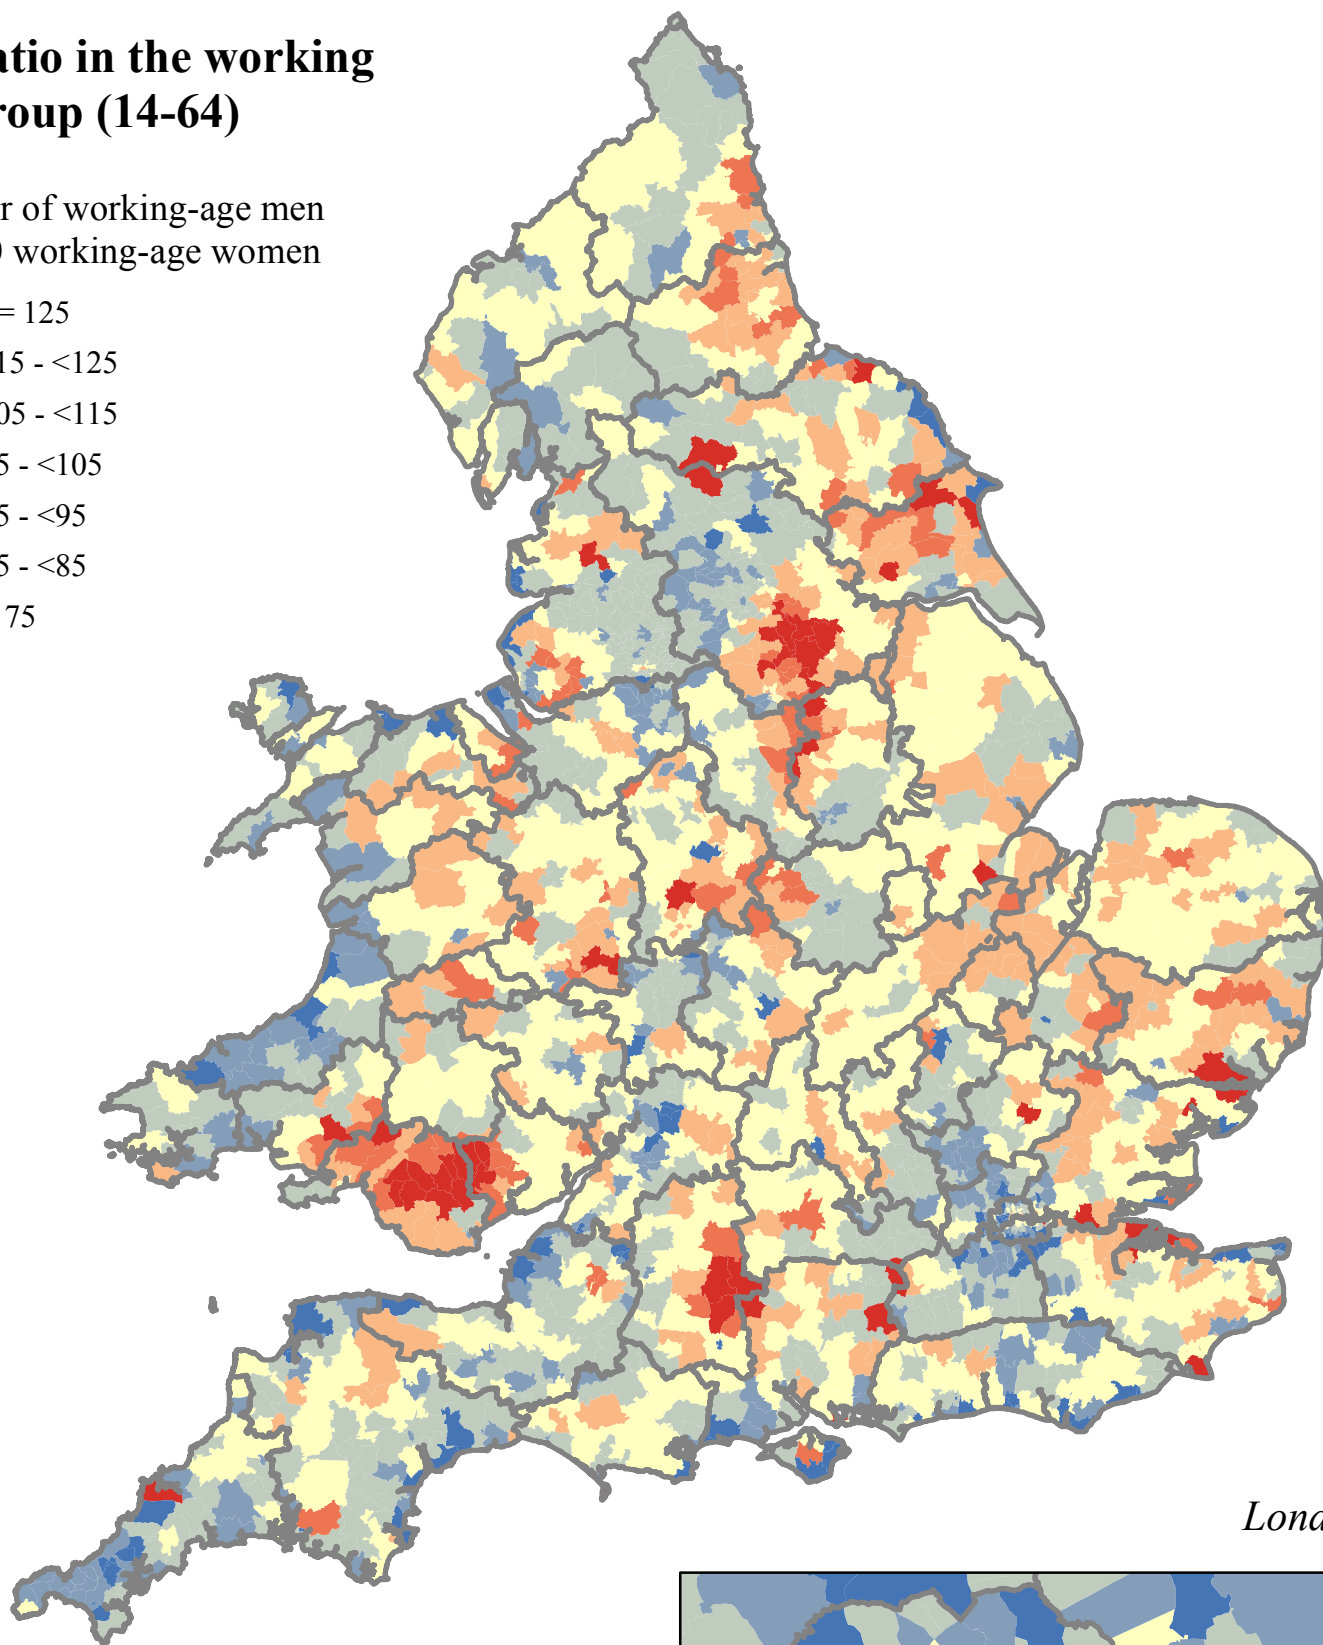 atio in the working
roup (14-64)
r of working-age men
working-age women
= 125
15 - <125
05 - <115
5 - <105
5 - <95
5 - <85
75
Lond